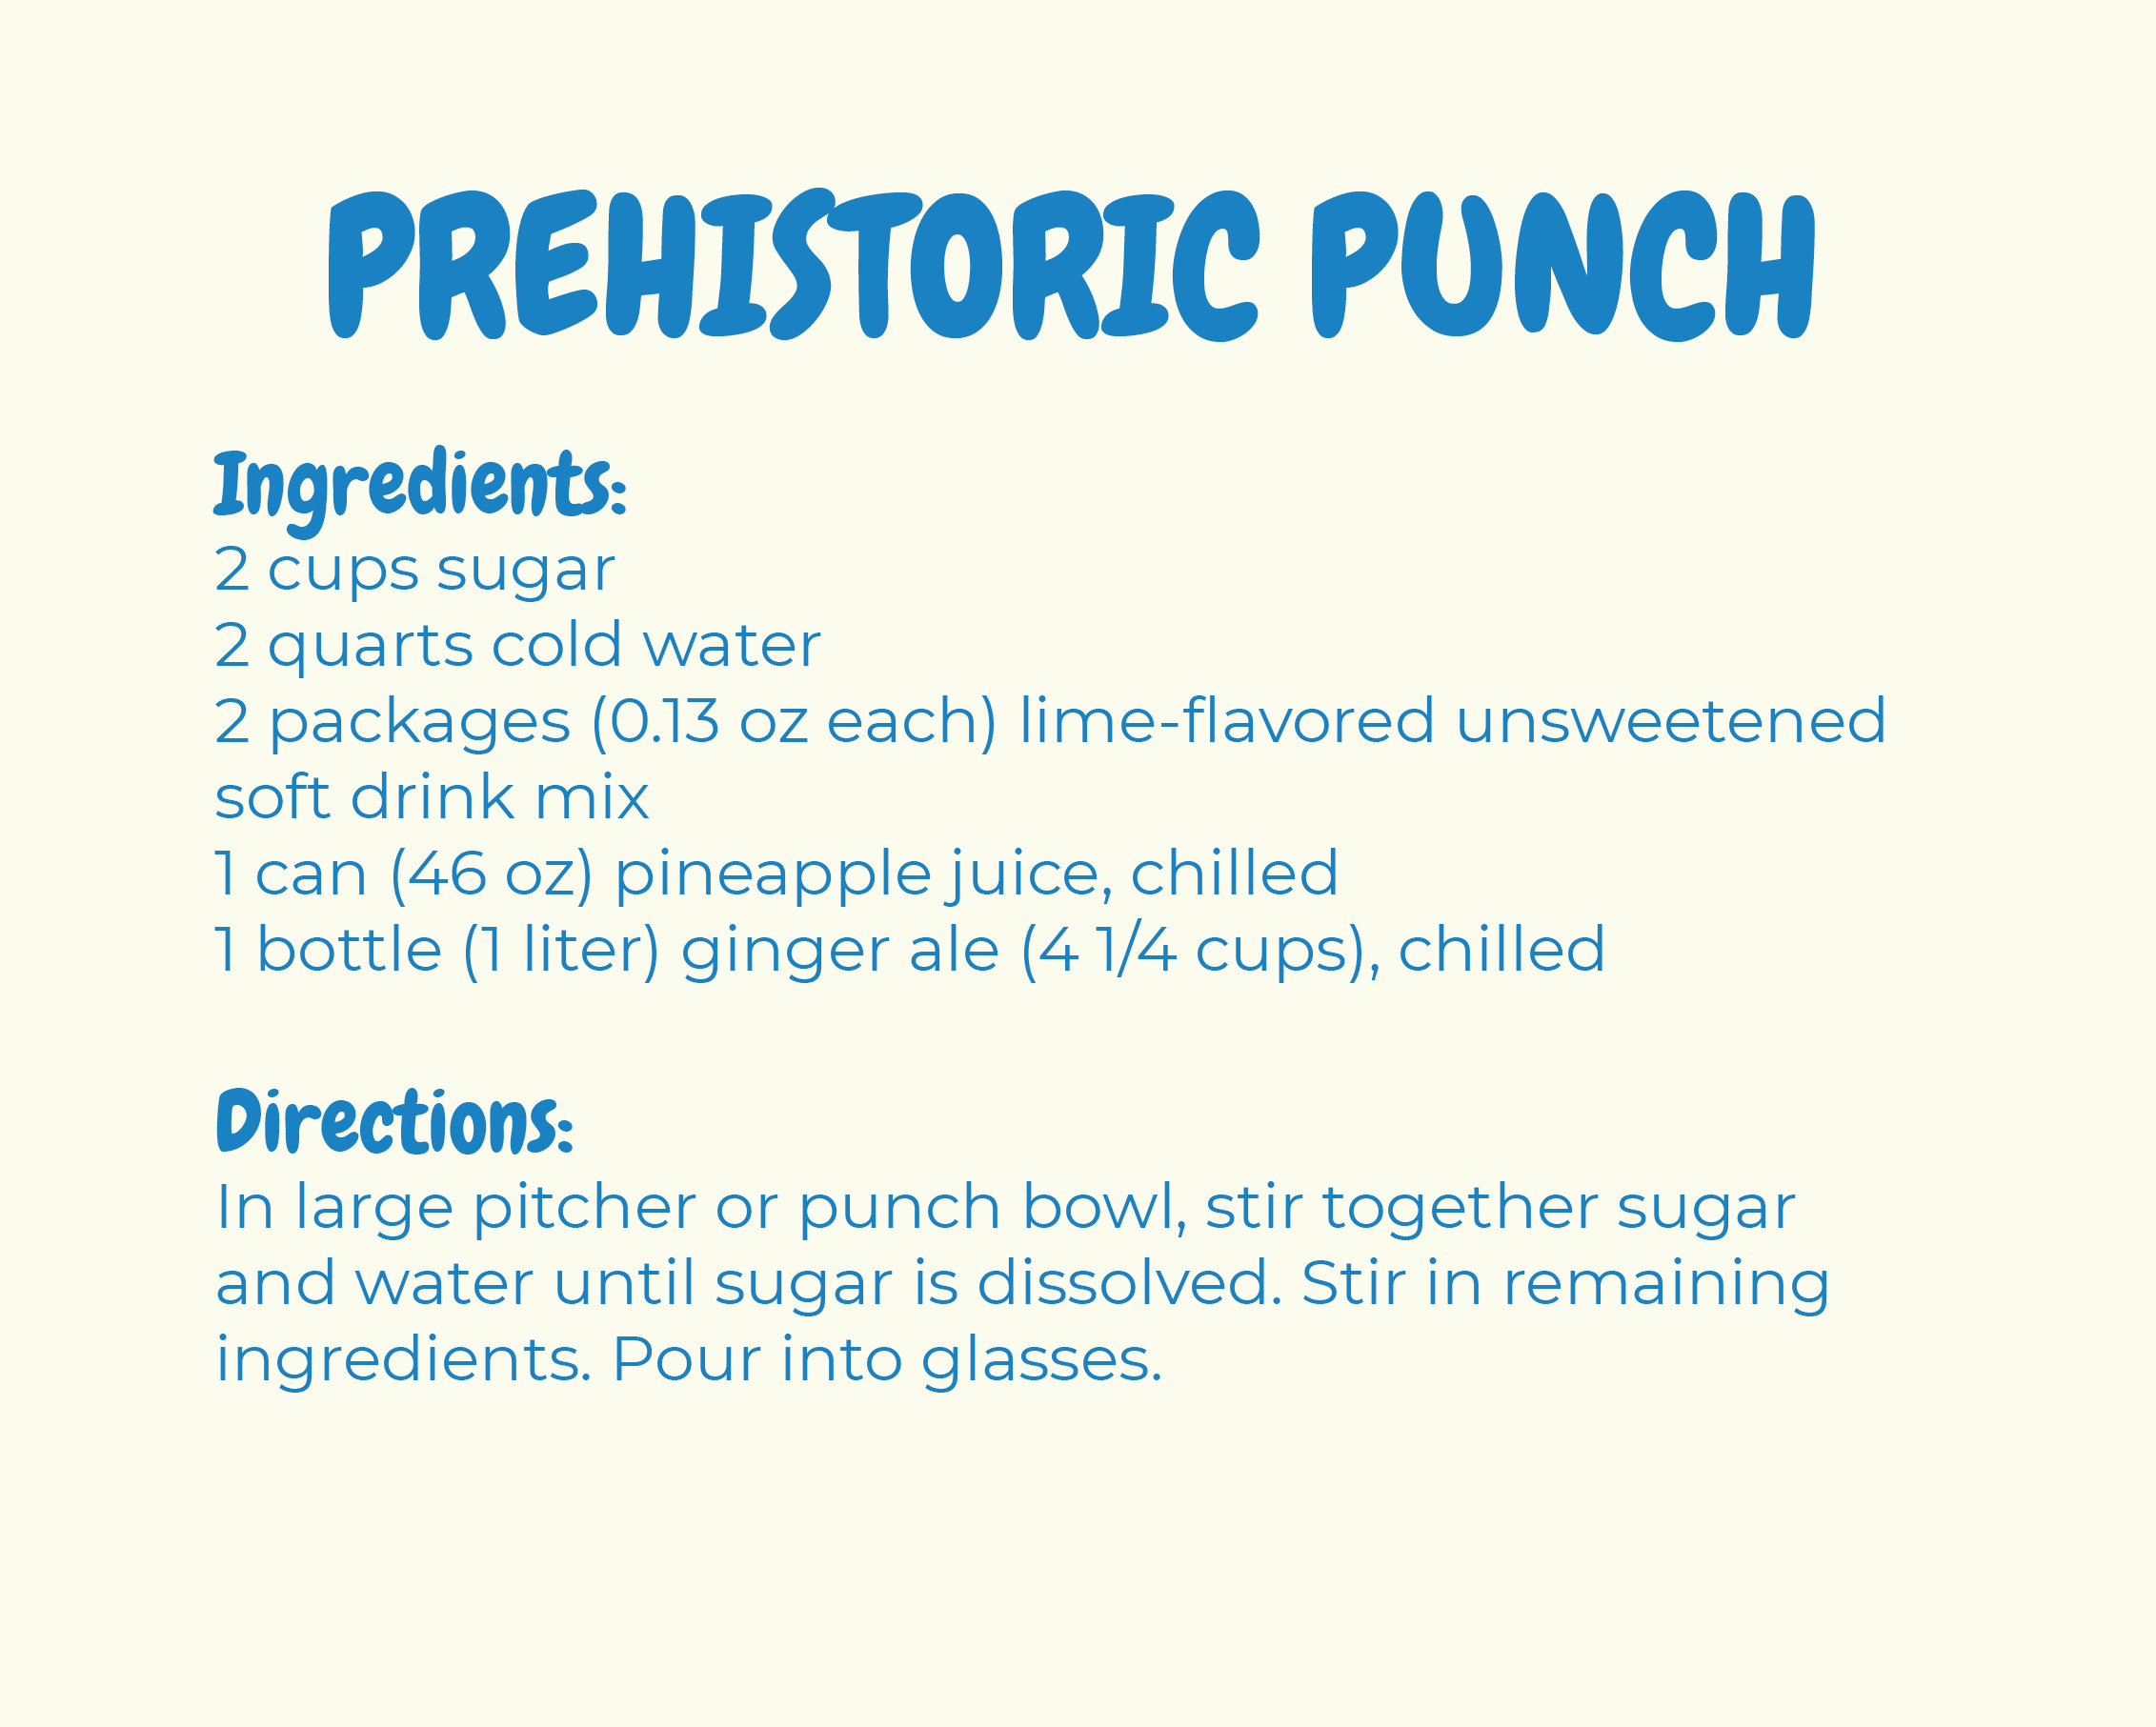 PREHISTORIC PUNCH
Ingredients:
2 cups sugar
2 quarts cold water
2 packages (0.13 oz each) lime-flavored unsweetened
soft drink mix
1 can (46 oz) pineapple juice, chilled
1 bottle (1 liter) ginger ale (4 1/4 cups), chilled
Directions:
In large pitcher or punch bowl, stir together sugar
and water until sugar is dissolved. Stir in remaining
ingredients. Pour into glasses.